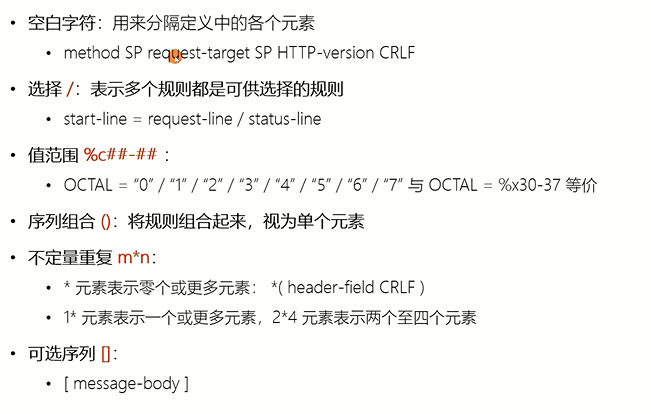 • 空白字符：用来分隔定义中的各个元素
• method SP request-target SP HTTP-version CRLF
• 选择 /：表示多个规则都是可供选择的规则
• start-line = request-line / status-line
• 值范围 %c##-## ：
• OCTAL = “0” / “1” / “2” / “3” / “4” / “5” / “6” / “7” 与 OCTAL = %x30-37 等价
• 序列组合 ()：将规则组合起来，视为单个元素
• 不定量重复 m*n：
• * 元素表示零个或更多元素： *( header-field CRLF )
• 1* 元素表示一个或更多元素，2*4 元素表示两个至四个元素
• 可选序列 []：
• [ message-body ]